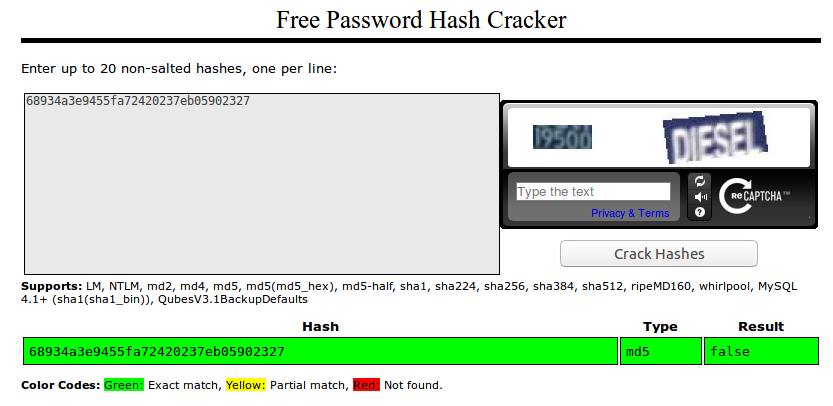 Free Password Hash Cracker
Enter up to 20 non-salted hashes, one per line:
68934a3e9455fa72420237eb05902327
19500 DIESEL
Type the text
Privacy & Terms
reCAPTCHA™
Crack Hashes
Supports: LM, NTLM, md2, md4, md5, md5(md5_hex), md5-half, sha1, sha224, sha256, sha384, sha512, ripeMD160, whirlpool, MySQL
4.1+ (sha1(sha1_bin)), QubesV3.1BackupDefaults
Hash Type Result
68934a3e9455fa72420237eb05902327 md5 false
Color Codes: Green: Exact match, Yellow: Partial match, Red: Not found.